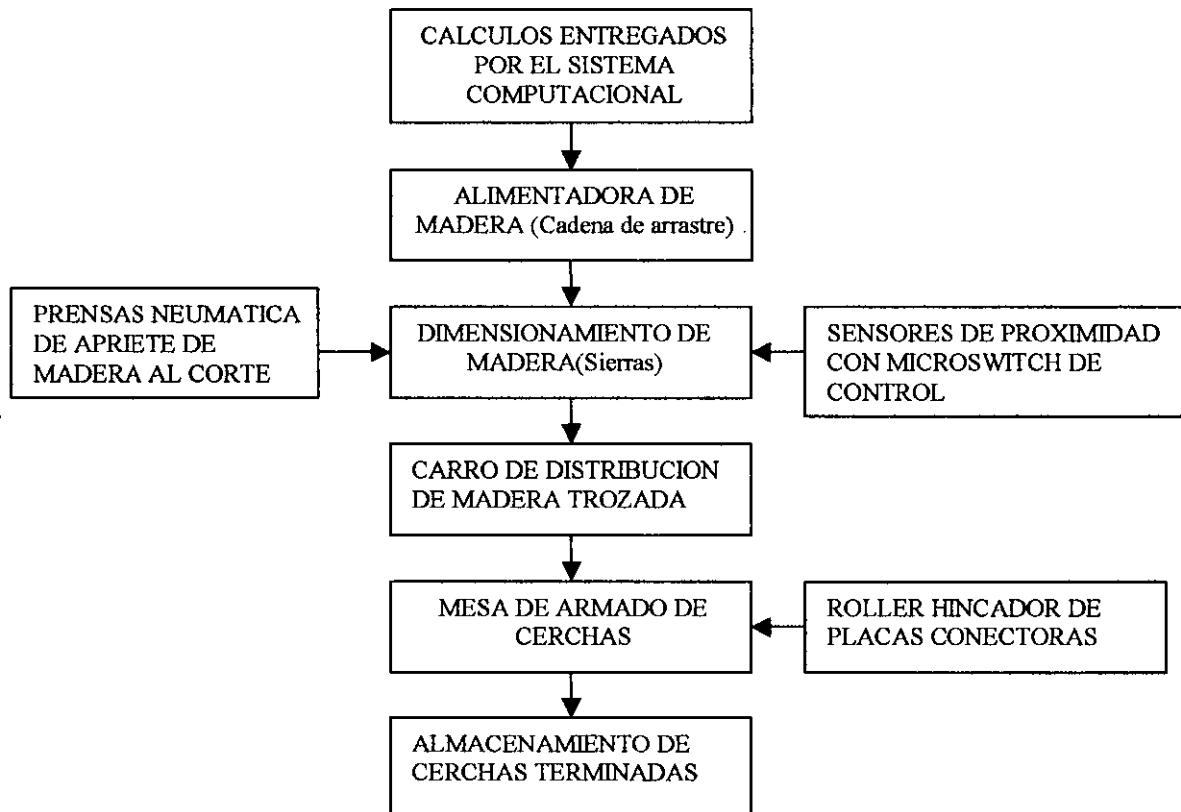 CALCULOS ENTREGADOS
POR EL SISTEMA
COMPUTACIONAL
ALIMENTADORA DE
MADERA (Cadena de arrastre)
PRENSAS NEUMATICA
DE APRIETE DE
MADERA AL CORTE
DIMENSIONAMIENTO DE
MADERA(Sierras)
SENSORES DE PROXIMIDAD
CON MICROSWITCH DE
CONTROL
CARRO DE DISTRIBUCION
DE MADERA TROZADA
MESA DE ARMADO DE
CERCHAS
ROLLER HINCADOR DE
PLACAS CONECTORAS
ALMACENAMIENTO DE
CERCHAS TERMINADAS